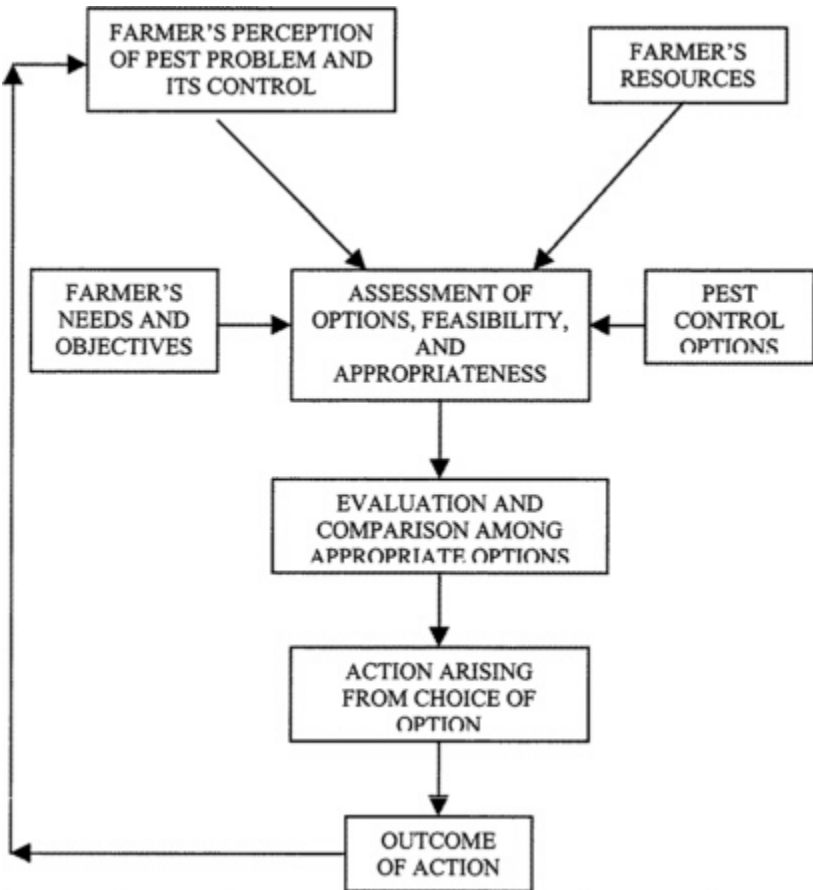 FARMER'S PERCEPTION
OF PEST PROBLEM AND
ITS CONTROL
FARMER'S
RESOURCES
FARMER'S
NEEDS AND
OBJECTIVES
ASSESSMENT OF
OPTIONS, FEASIBILITY,
AND
APPROPRIATENESS
PEST
CONTROL
OPTIONS
EVALUATION AND
COMPARISON AMONG
APPROPRIATE OPTIONS
ACTION ARISING
FROM CHOICE OF
OPTION
OUTCOME
OF ACTION